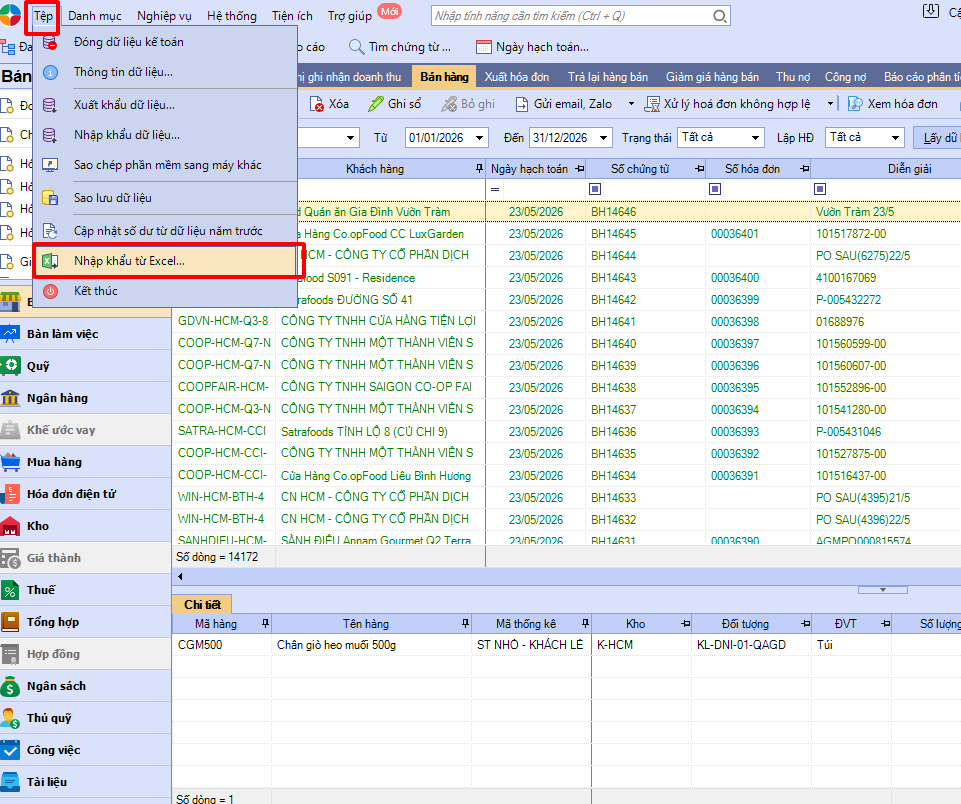 Tệp Danh mục Nghiệp vụ Hệ thống Tiện ích Trợ giúp Mới Nhập tính năng cần tìm kiếm (Ctrl + Q)
Đóng dữ liệu kế toán
Thông tin dữ liệu...
Xuất khẩu dữ liệu...
Nhập khẩu dữ liệu...
Sao chép phần mềm sang máy khác
Sao lưu dữ liệu
Cập nhật số dư từ dữ liệu năm trước
Nhập khẩu từ Excel...
Kết thúc
o cáo Tìm chứng từ ... Ngày hạch toán...
Bán
ị ghi nhận doanh thu Bán hàng Xuất hóa đơn Trả lại hàng bán Giảm giá hàng bán Thu nợ Công nợ Báo cáo phân tí
Xóa Ghi sổ Bỏ ghi Gửi email, Zalo Xử lý hoá đơn không hợp lệ Xem hóa đơn
Từ 01/01/2026 Đến 31/12/2026 Trạng thái Tất cả Lập HĐ Tất cả Lấy dữ
Khách hàng Ngày hạch toán Số chứng từ Số hóa đơn Diễn giải
=
d Quán ăn Gia Đình Vườn Tràm 23/05/2026 BH14646 Vườn Tràm 23/5
a Hàng Co.opFood CC LuxGarden 23/05/2026 BH14645 00036401 101517872-00
HCM - CÔNG TY CỔ PHẦN DỊCH 23/05/2026 BH14644 PO SAU(6275)22/5
rafood S091 - Residence 23/05/2026 BH14643 00036400 4100167069
rafoods ĐƯỜNG SỐ 41 23/05/2026 BH14642 00036399 P-005432272
GDVN-HCM-Q3-8 CÔNG TY TNHH CỬA HÀNG TIỆN LỢI 23/05/2026 BH14641 00036398 01688976
COOP-HCM-Q7-N CÔNG TY TNHH MỘT THÀNH VIÊN S 23/05/2026 BH14640 00036397 101560599-00
COOP-HCM-Q7-N CÔNG TY TNHH MỘT THÀNH VIÊN S 23/05/2026 BH14639 00036396 101560607-00
COOPFAIR-HCM- CÔNG TY TNHH SAIGON CO-OP FAI 23/05/2026 BH14638 00036395 101552896-00
COOP-HCM-Q3-N CÔNG TY TNHH MỘT THÀNH VIÊN S 23/05/2026 BH14637 00036394 101541280-00
SATRA-HCM-CCI Satrafoods TỈNH LỘ 8 (CỦ CHI 9) 23/05/2026 BH14636 00036393 P-005431046
COOP-HCM-CCI- CÔNG TY TNHH MỘT THÀNH VIÊN S 23/05/2026 BH14635 00036392 101527875-00
COOP-HCM-CCI- Cửa Hàng Co.opFood Liêu Bình Hương 23/05/2026 BH14634 00036391 101516437-00
WIN-HCM-BTH-4 CN HCM - CÔNG TY CỔ PHẦN DỊCH 23/05/2026 BH14633 PO SAU(4395)21/5
WIN-HCM-BTH-4 CN HCM - CÔNG TY CỔ PHẦN DỊCH 23/05/2026 BH14632 PO SAU(4396)22/5
SANHDIEU-HCM- SÀNH ĐIỆU Annam Gourmet Q2 Terra 23/05/2026 BH14631 00036390 AGMPO000815574
Số dòng = 14172
Bàn làm việc
Quỹ
Ngân hàng
Khế ước vay
Mua hàng
Hóa đơn điện tử
Kho
Giá thành
Thuế
Tổng hợp
Hợp đồng
Ngân sách
Thủ quỹ
Công việc
Tài liệu
Chi tiết
Mã hàng Tên hàng Mã thống kê Kho Đối tượng ĐVT Số lượng
CGM500 Chân giò heo muối 500g ST NHỎ - KHÁCH LẺ K-HCM KL-DNI-01-QAGD Túi
Số dòng = 1